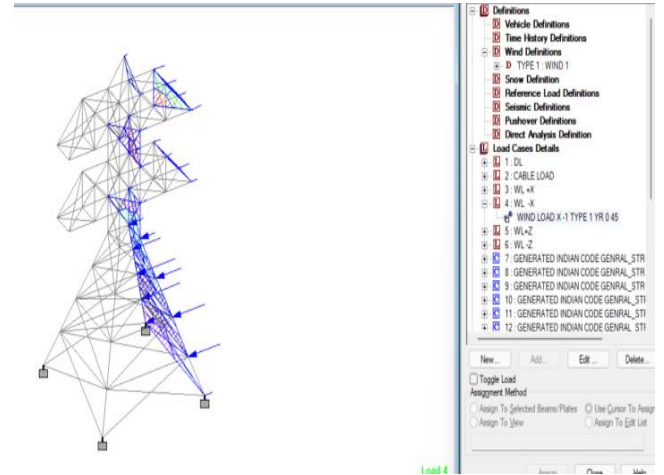 Definitions
Vehicle Definitions
Time History Definitions
Wind Definitions
TYPE 1 : WIND 1
Snow Definition
Reference Load Definitions
Seismic Definitions
Pushover Definitions
Direct Analysis Definition
Load Cases Details
1 : DL
2 : CABLE LOAD
3 : WL +X
4 : WL -X
WIND LOAD X -1 TYPE 1 YR 0 45
5 : WL+Z
6 : WL -Z
7 : GENERATED INDIAN CODE GENRAL_STR
8 : GENERATED INDIAN CODE GENRAL_STR
9 : GENERATED INDIAN CODE GENRAL_STR
10 : GENERATED INDIAN CODE GENRAL_STI
11 : GENERATED INDIAN CODE GENRAL_STI
12 : GENERATED INDIAN CODE GENRAL STI
New... Add... Edit ... Delete...
Toggle Load
Assignment Method
Assign To Selected Beams/Plates Use Cursor To Assign
Assign To View Assign To Edit List
Assign Close Help
Load 4